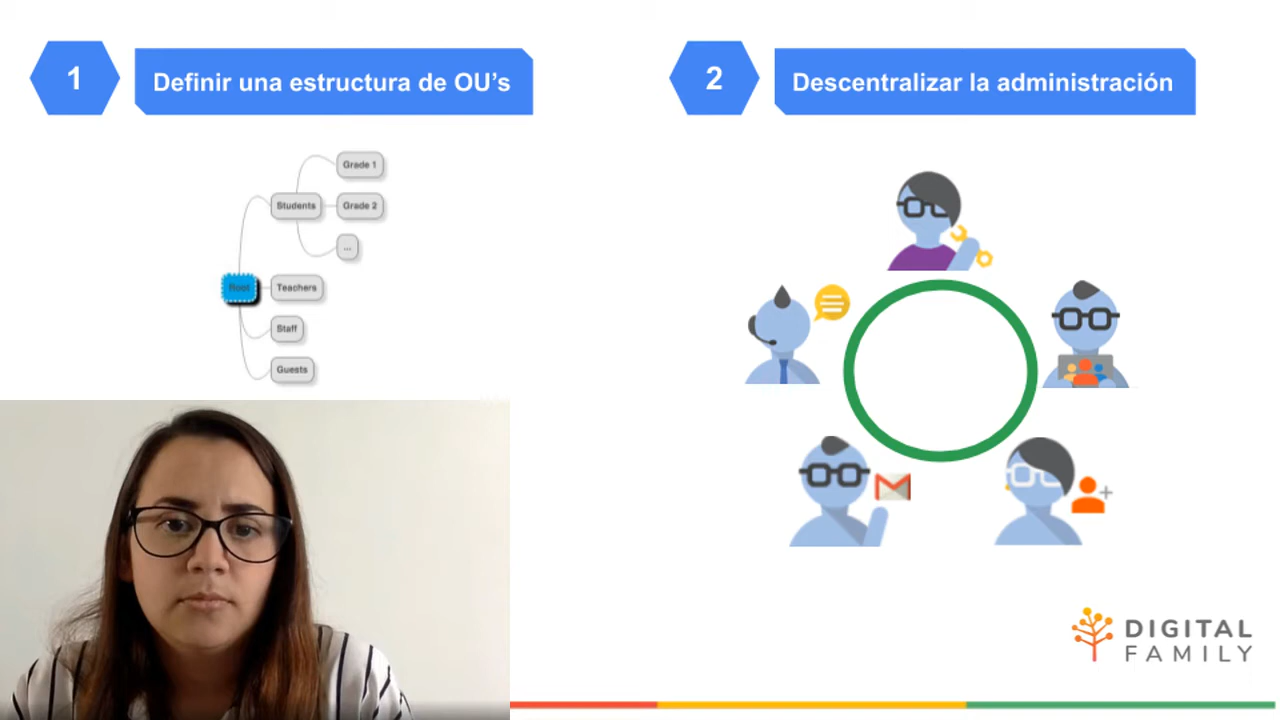 1
Definir una estructura de OU's
2
Descentralizar la administración
Grade 1
Students
Grade 2
...
Root
Teachers
Staff
Guests
DIGITAL
FAMILY